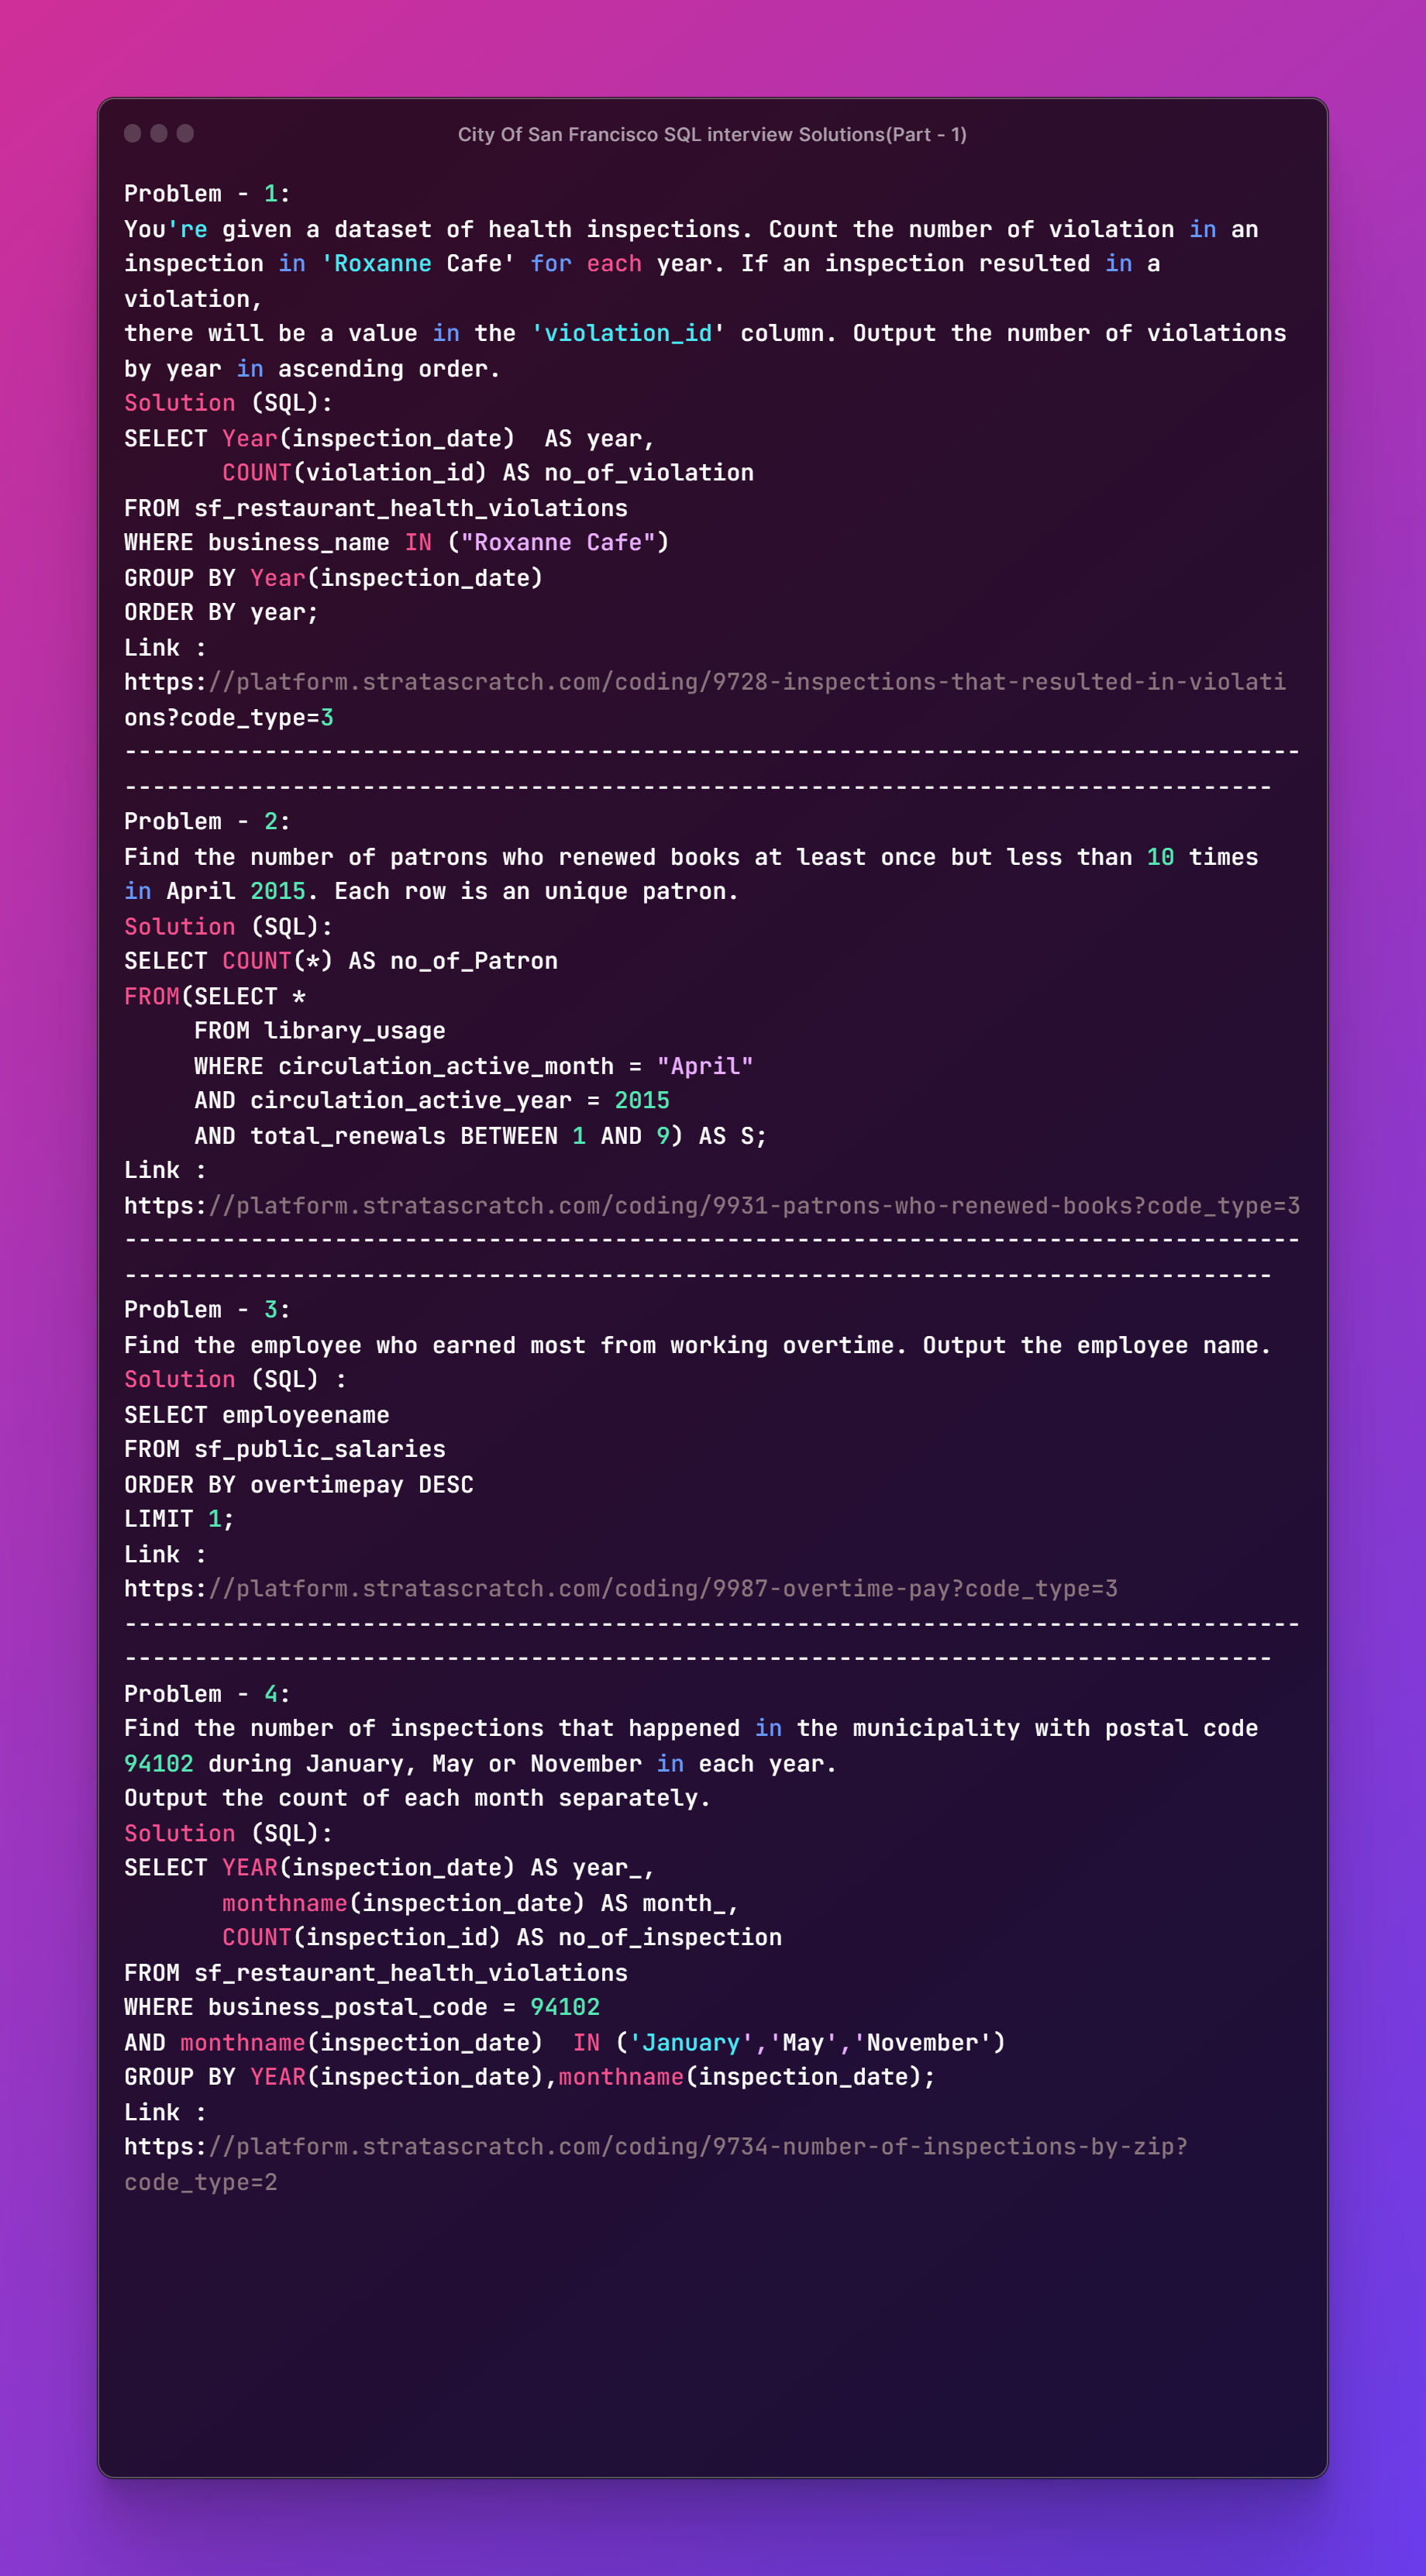 City Of San Francisco SQL interview Solutions(Part - 1)
Problem - 1:
You're given a dataset of health inspections. Count the number of violation in an
inspection in 'Roxanne Cafe' for each year. If an inspection resulted in a
violation,
there will be a value in the 'violation_id' column. Output the number of violations
by year in ascending order.
Solution (SQL):
SELECT Year(inspection_date)  AS year,
       COUNT(violation_id) AS no_of_violation
FROM sf_restaurant_health_violations
WHERE business_name IN ("Roxanne Cafe")
GROUP BY Year(inspection_date)
ORDER BY year;
Link :
https://platform.stratascratch.com/coding/9728-inspections-that-resulted-in-violati
ons?code_type=3
------------------------------------------------------------------------------------
----------------------------------------------------------------------------------
Problem - 2:
Find the number of patrons who renewed books at least once but less than 10 times
in April 2015. Each row is an unique patron.
Solution (SQL):
SELECT COUNT(*) AS no_of_Patron
FROM(SELECT *
     FROM library_usage
     WHERE circulation_active_month = "April"
     AND circulation_active_year = 2015
     AND total_renewals BETWEEN 1 AND 9) AS S;
Link :
https://platform.stratascratch.com/coding/9931-patrons-who-renewed-books?code_type=3
------------------------------------------------------------------------------------
----------------------------------------------------------------------------------
Problem - 3:
Find the employee who earned most from working overtime. Output the employee name.
Solution (SQL) :
SELECT employeename
FROM sf_public_salaries
ORDER BY overtimepay DESC
LIMIT 1;
Link :
https://platform.stratascratch.com/coding/9987-overtime-pay?code_type=3
------------------------------------------------------------------------------------
----------------------------------------------------------------------------------
Problem - 4:
Find the number of inspections that happened in the municipality with postal code
94102 during January, May or November in each year.
Output the count of each month separately.
Solution (SQL):
SELECT YEAR(inspection_date) AS year_,
       monthname(inspection_date) AS month_,
       COUNT(inspection_id) AS no_of_inspection
FROM sf_restaurant_health_violations
WHERE business_postal_code = 94102
AND monthname(inspection_date)  IN ('January','May','November')
GROUP BY YEAR(inspection_date),monthname(inspection_date);
Link :
https://platform.stratascratch.com/coding/9734-number-of-inspections-by-zip?
code_type=2